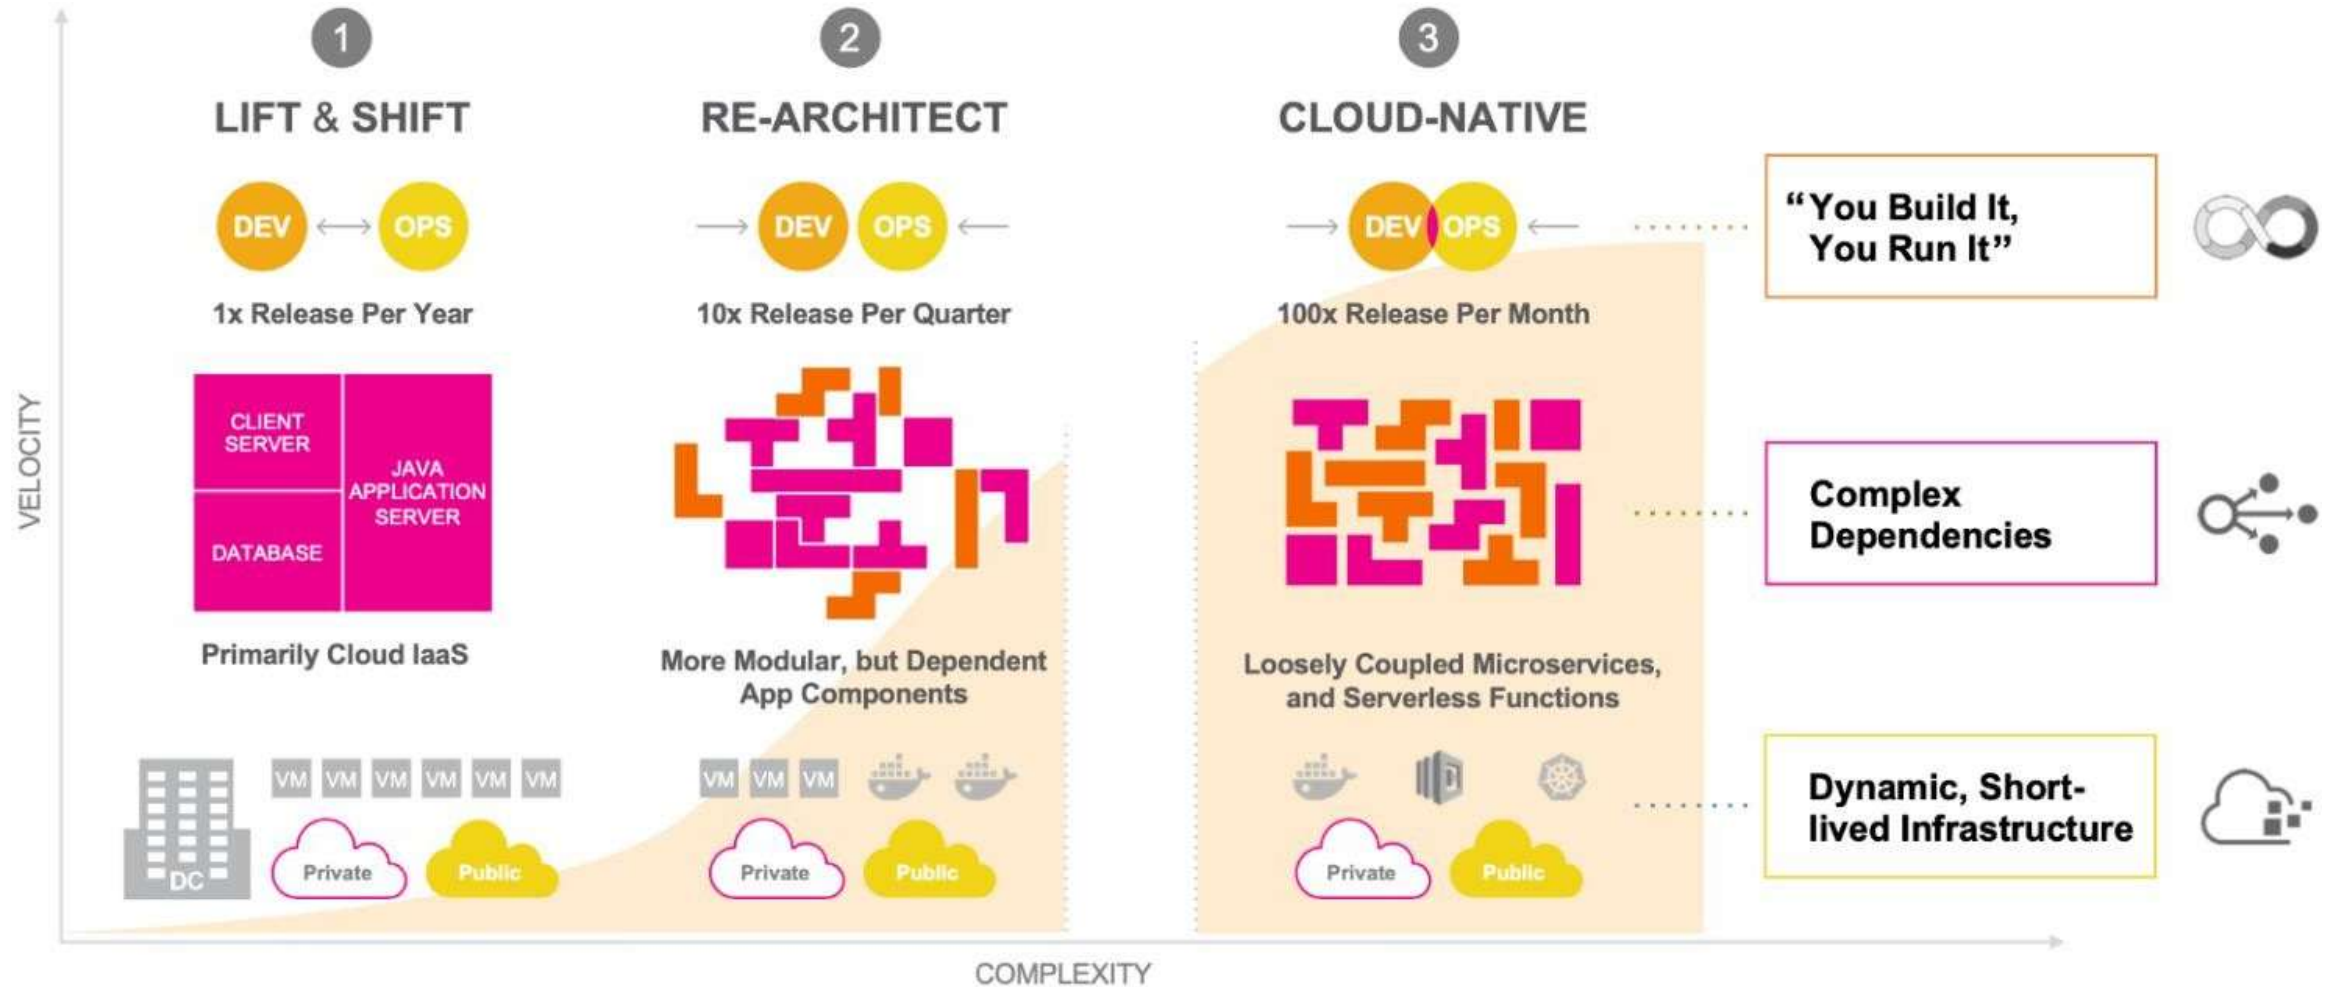 1
LIFT & SHIFT
DEV
OPS
1x Release Per Year
CLIENT
SERVER
DATABASE
JAVA
APPLICATION
SERVER
Primarily Cloud IaaS
DC
VM VM VM VM VM VM
Private
Public
2
RE-ARCHITECT
DEV
OPS
10x Release Per Quarter
More Modular, but Dependent
App Components
VM VM VM
Private
Public
3
CLOUD-NATIVE
DEV
OPS
100x Release Per Month
Loosely Coupled Microservices,
and Serverless Functions
D
Private
Public
“You Build It,
You Run It”
Complex
Dependencies
Dynamic, Short-
lived Infrastructure
VELOCITY
COMPLEXITY